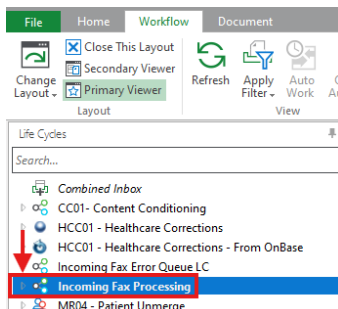 File Home Workflow Document
Close This Layout
Secondary Viewer
Primary Viewer
Change Layout
Layout
Refresh
Apply Filter
Auto Work
View
Life Cycles
Search...
Combined Inbox
CC01- Content Conditioning
HCC01 - Healthcare Corrections
HCC01 - Healthcare Corrections - From OnBase
Incoming Fax Error Queue LC
Incoming Fax Processing
MR04 - Patient Unmerge